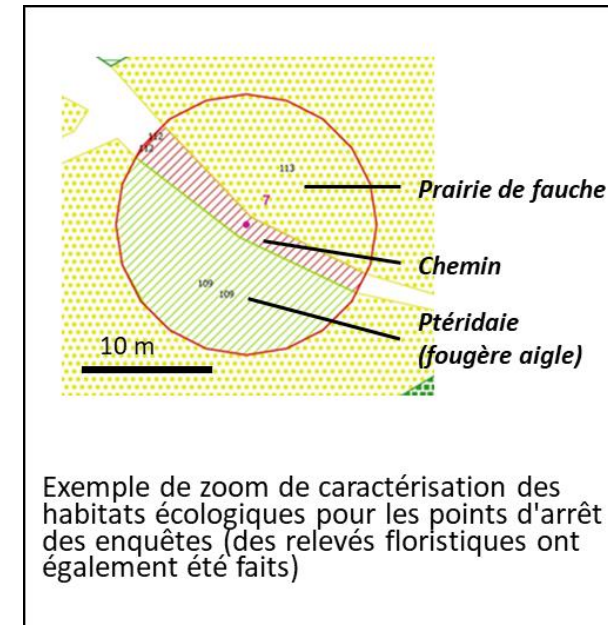 112
112
113
7
Prairie de fauche
Chemin
109
109
Ptéridaie
(fougère aigle)
10 m
Exemple de zoom de caractérisation des
habitats écologiques pour les points d'arrêt
des enquêtes (des relevés floristiques ont
également été faits)